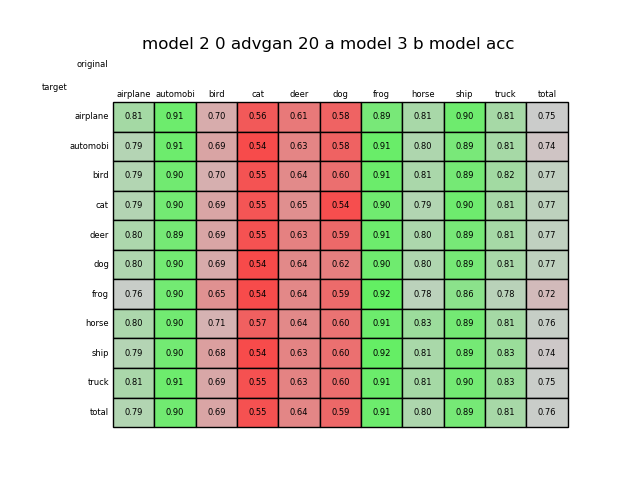 model 2 0 advgan 20 a model 3 b model acc
original
target
airplane automobi bird cat deer dog frog horse ship truck total
airplane 0.81 0.91 0.70 0.56 0.61 0.58 0.89 0.81 0.90 0.81 0.75
automobi 0.79 0.91 0.69 0.54 0.63 0.58 0.91 0.80 0.89 0.81 0.74
bird 0.79 0.90 0.70 0.55 0.64 0.60 0.91 0.81 0.89 0.82 0.77
cat 0.79 0.90 0.69 0.55 0.65 0.54 0.90 0.79 0.90 0.81 0.77
deer 0.80 0.89 0.69 0.55 0.63 0.59 0.91 0.80 0.89 0.81 0.77
dog 0.80 0.90 0.69 0.54 0.64 0.62 0.90 0.80 0.89 0.81 0.77
frog 0.76 0.90 0.65 0.54 0.64 0.59 0.92 0.78 0.86 0.78 0.72
horse 0.80 0.90 0.71 0.57 0.64 0.60 0.91 0.83 0.89 0.81 0.76
ship 0.79 0.90 0.68 0.54 0.63 0.60 0.92 0.81 0.89 0.83 0.74
truck 0.81 0.91 0.69 0.55 0.63 0.60 0.91 0.81 0.90 0.83 0.75
total 0.79 0.90 0.69 0.55 0.64 0.59 0.91 0.80 0.89 0.81 0.76